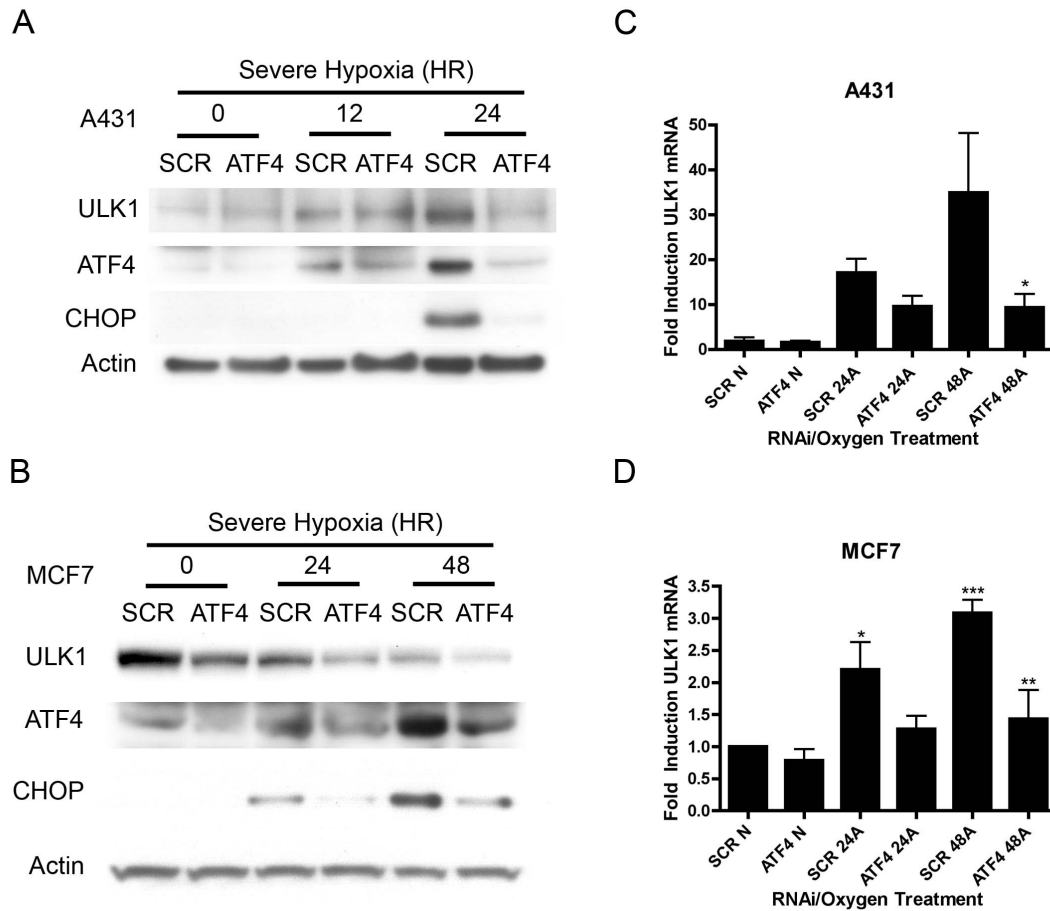 A
Severe Hypoxia (HR)
A431
0 12 24
SCR ATF4 SCR ATF4 SCR ATF4
ULK1
ATF4
CHOP
Actin
B
Severe Hypoxia (HR)
MCF7
0 24 48
SCR ATF4 SCR ATF4 SCR ATF4
ULK1
ATF4
CHOP
Actin
C
A431
Fold Induction ULK1 mRNA
50
40
30
20
10
0
*
SCR N
ATF4 N
SCR 24A
ATF4 24A
SCR 48A
ATF4 48A
RNAi/Oxygen Treatment
D
MCF7
Fold Induction ULK1 mRNA
3.5
3.0
2.5
2.0
1.5
1.0
0.5
0.0
*
***
**
SCR N
ATF4 N
SCR 24A
ATF4 24A
SCR 48A
ATF4 48A
RNAi/Oxygen Treatment